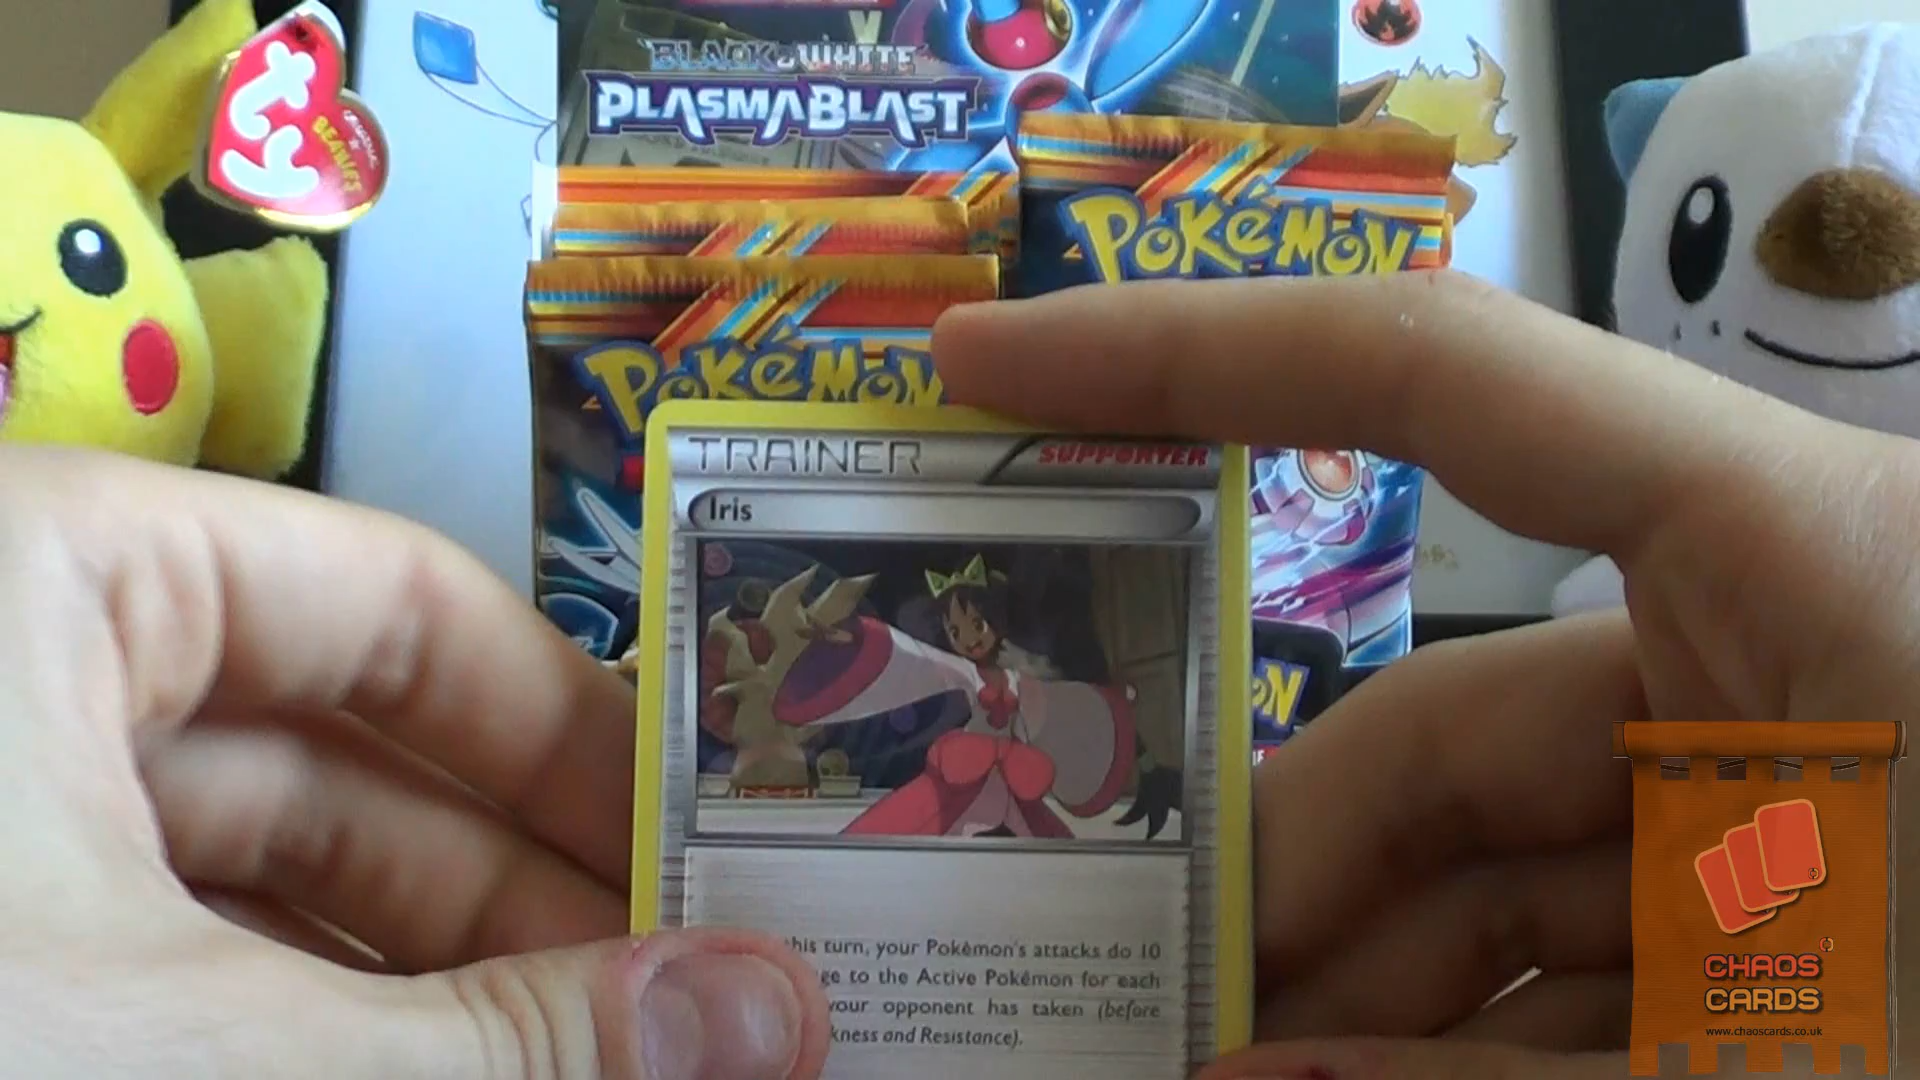 BLACK & WHITE
PLASMA BLAST
ty
BEANIES
POKéMON
POKéMON
TRAINER
SUPPORTER
Iris
his turn, your Pokémon's attacks do 10
ge to the Active Pokémon for each
your opponent has taken (before
kness and Resistance).
ON
CHAOS
CARDS
www.chaoscards.co.uk